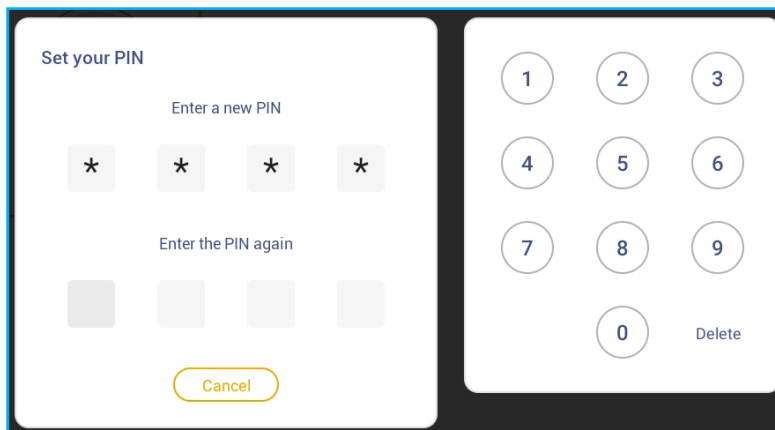 Set your PIN
Enter a new PIN
* * * *
Enter the PIN again
Cancel
1 2 3
4 5 6
7 8 9
0 Delete